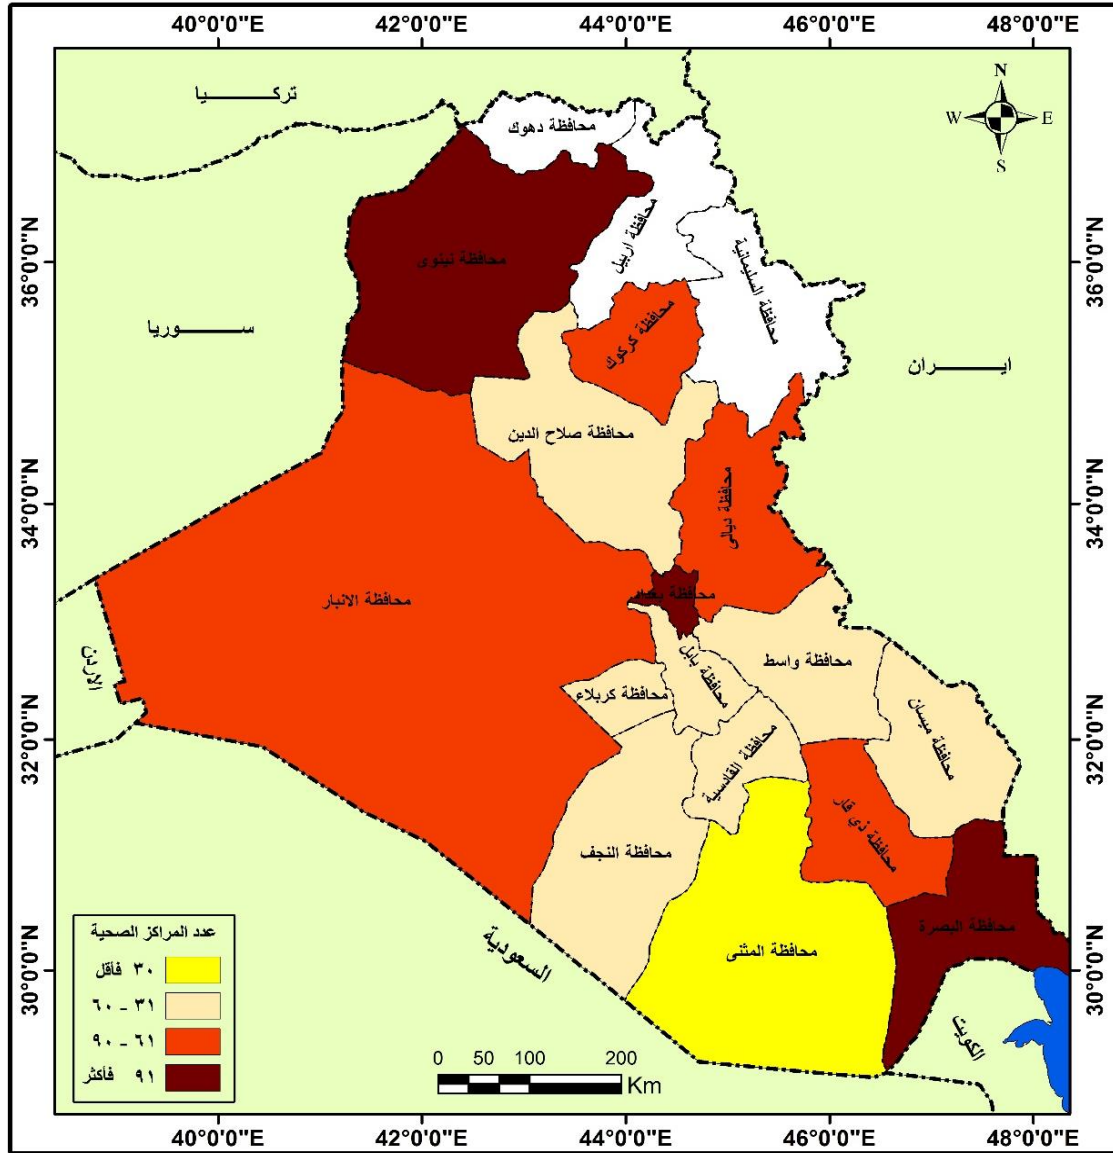 40°0'0"E 42°0'0"E 44°0'0"E 46°0'0"E 48°0'0"E
N
W E
S
تركـــــيا
محافظة دهوك
محافظة اربيل
محافظة السليمانية
36°0'0"N 36°0'0"N
محافظة نينوى
ســـــوريا
محافظة كركوك
ايـــــران
محافظة صلاح الدين
34°0'0"N 34°0'0"N
محافظة ديالى
محافظة بغداد
محافظة الانبار
الاردن
محافظة بابل
محافظة واسط
محافظة كربلاء
محافظة ميسان
32°0'0"N 32°0'0"N
محافظة القادسية
محافظة ذي قار
محافظة النجف
محافظة البصرة
محافظة المثنى
السعودية
30°0'0"N 30°0'0"N
الكويت
عدد المراكز الصحية
٣٠ فأقل
٣١ - ٦٠
٦١ - ٩٠
٩١ فأكثر
0 50 100 200
Km
40°0'0"E 42°0'0"E 44°0'0"E 46°0'0"E 48°0'0"E